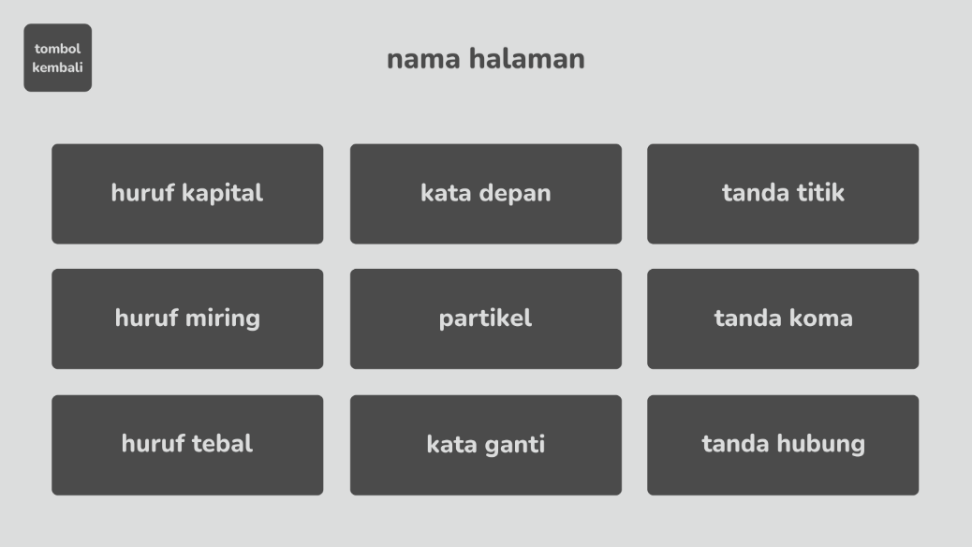 tombol
kembali
nama halaman
huruf kapital
kata depan
tanda titik
huruf miring
partikel
tanda koma
huruf tebal
kata ganti
tanda hubung